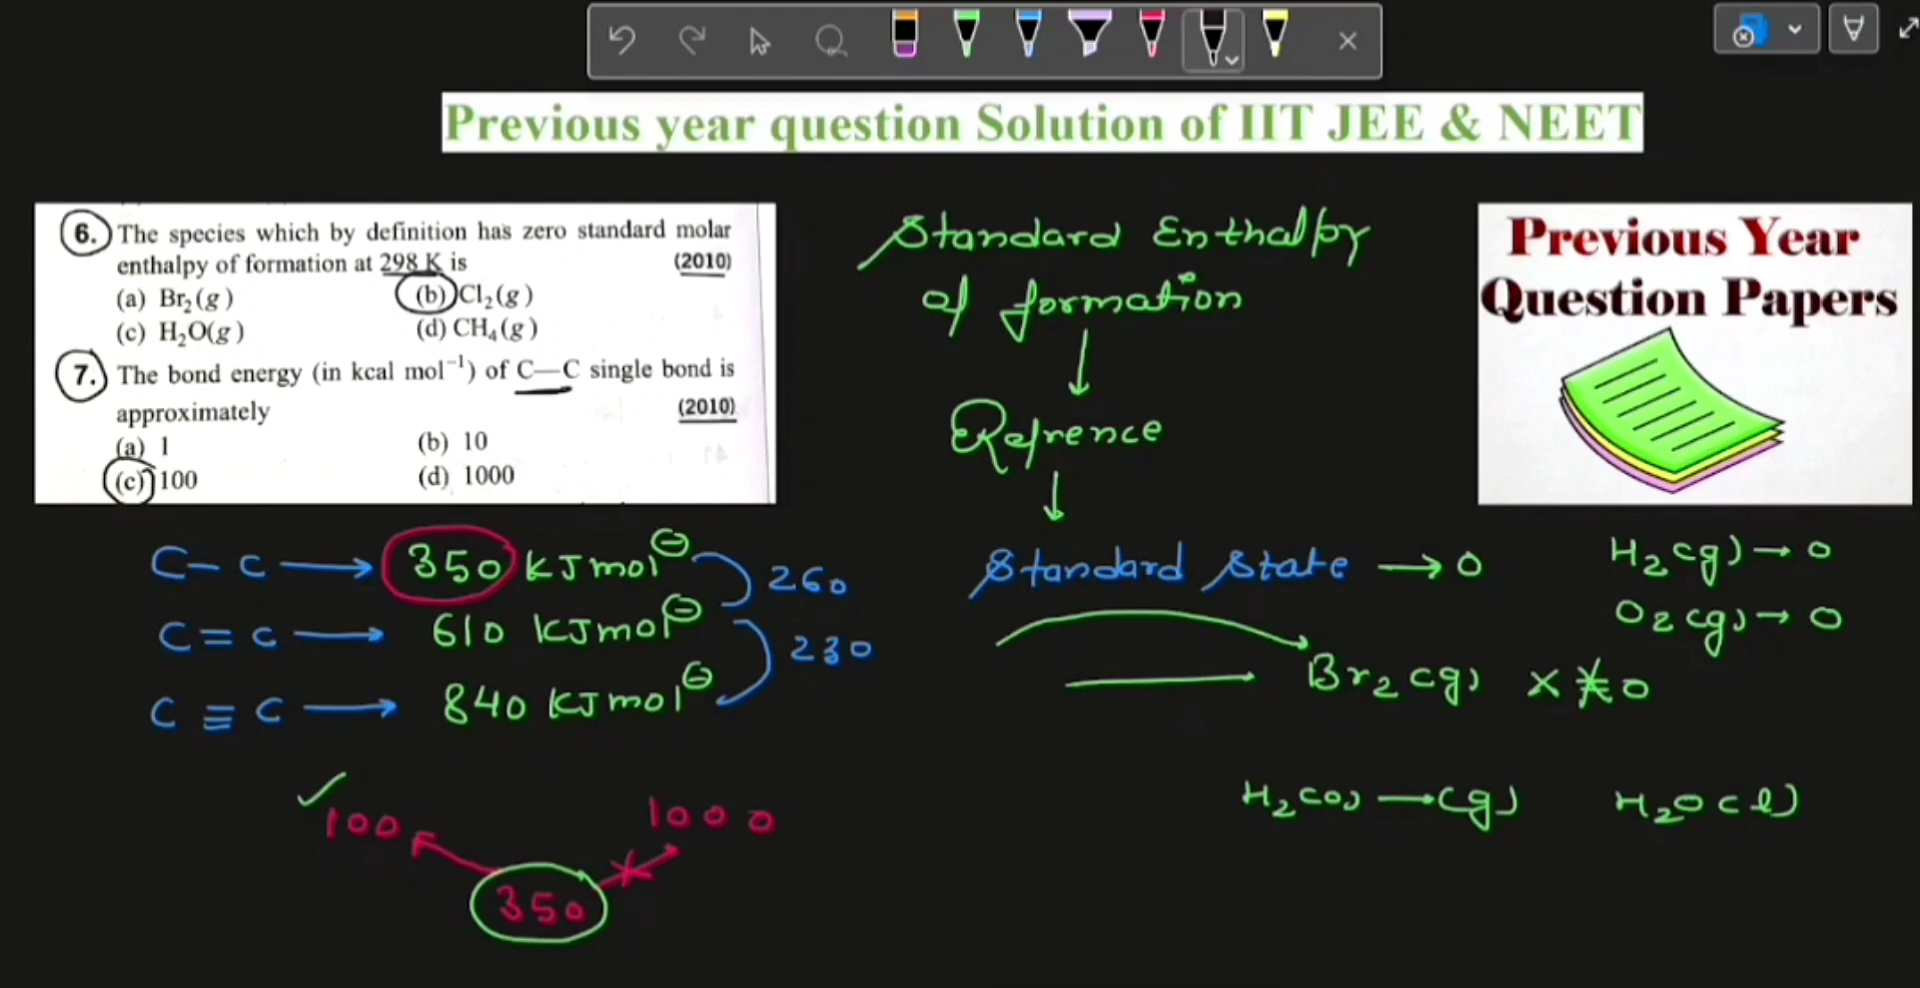 Previous year question Solution of IIT JEE & NEET
6. The species which by definition has zero standard molar
enthalpy of formation at 298 K is (2010)
(a) Br₂(g) (b) Cl₂(g)
(c) H₂O(g) (d) CH₄(g)
7. The bond energy (in kcal mol⁻¹) of C—C single bond is
approximately (2010)
(a) 1 (b) 10
(c) 100 (d) 1000
Standard Enthalpy
of formation
↓
Refrence
↓
Standard State → 0
Previous Year
Question Papers
C - c → 350 KJmol⊖
260
C = c → 610 KJmol⊖
230
C ≡ C → 840 KJmol⊖
H₂(g) → 0
O₂(g) → 0
Br₂(g) x ≠ 0
→ (g) H₂O(l)
100 1000
350